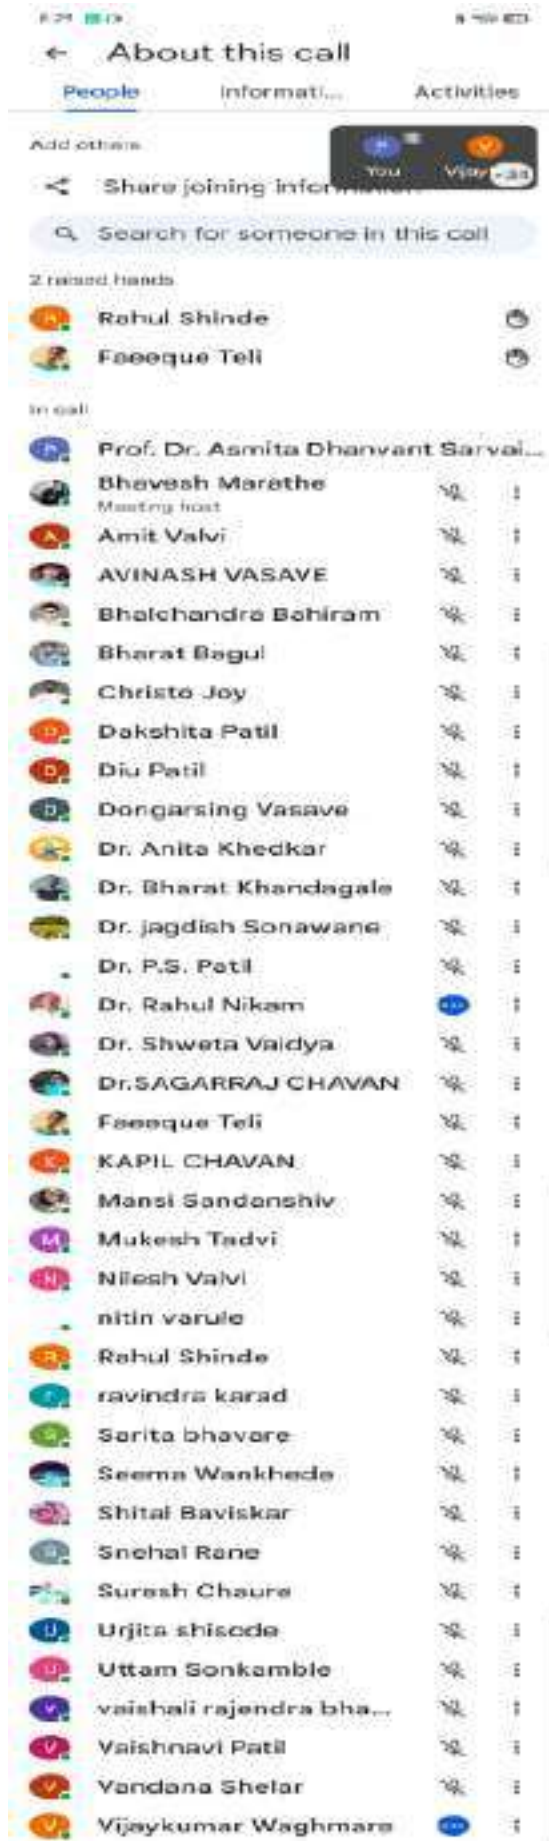 About this call
People Informati... Activities
Add others
You Vijay
Share joining infor
Search for someone in this call
2 raised hands
Rahul Shinde
Faeeque Teli
In call
Prof. Dr. Asmita Dhanvant Sarvai...
Bhavesh Marathe
Meeting host
Amit Valvi
AVINASH VASAVE
Bhalchandra Bahiram
Bharat Bagul
Christo Joy
Dakshita Patil
Diu Patil
Dongarsing Vasave
Dr. Anita Khedkar
Dr. Bharat Khandagale
Dr. jagdish Sonawane
Dr. P.S. Patil
Dr. Rahul Nikam
Dr. Shweta Vaidya
Dr.SAGARRAJ CHAVAN
Faeeque Teli
KAPIL CHAVAN
Mansi Sandanshiv
Mukesh Tadvi
Nilesh Valvi
nitin varule
Rahul Shinde
ravindra karad
Sarita bhavare
Seema Wankhede
Shital Baviskar
Snehal Rane
Suresh Chaure
Urjita shisode
Uttam Sonkamble
vaishali rajendra bha...
Vaishnavi Patil
Vandana Shelar
Vijaykumar Waghmare